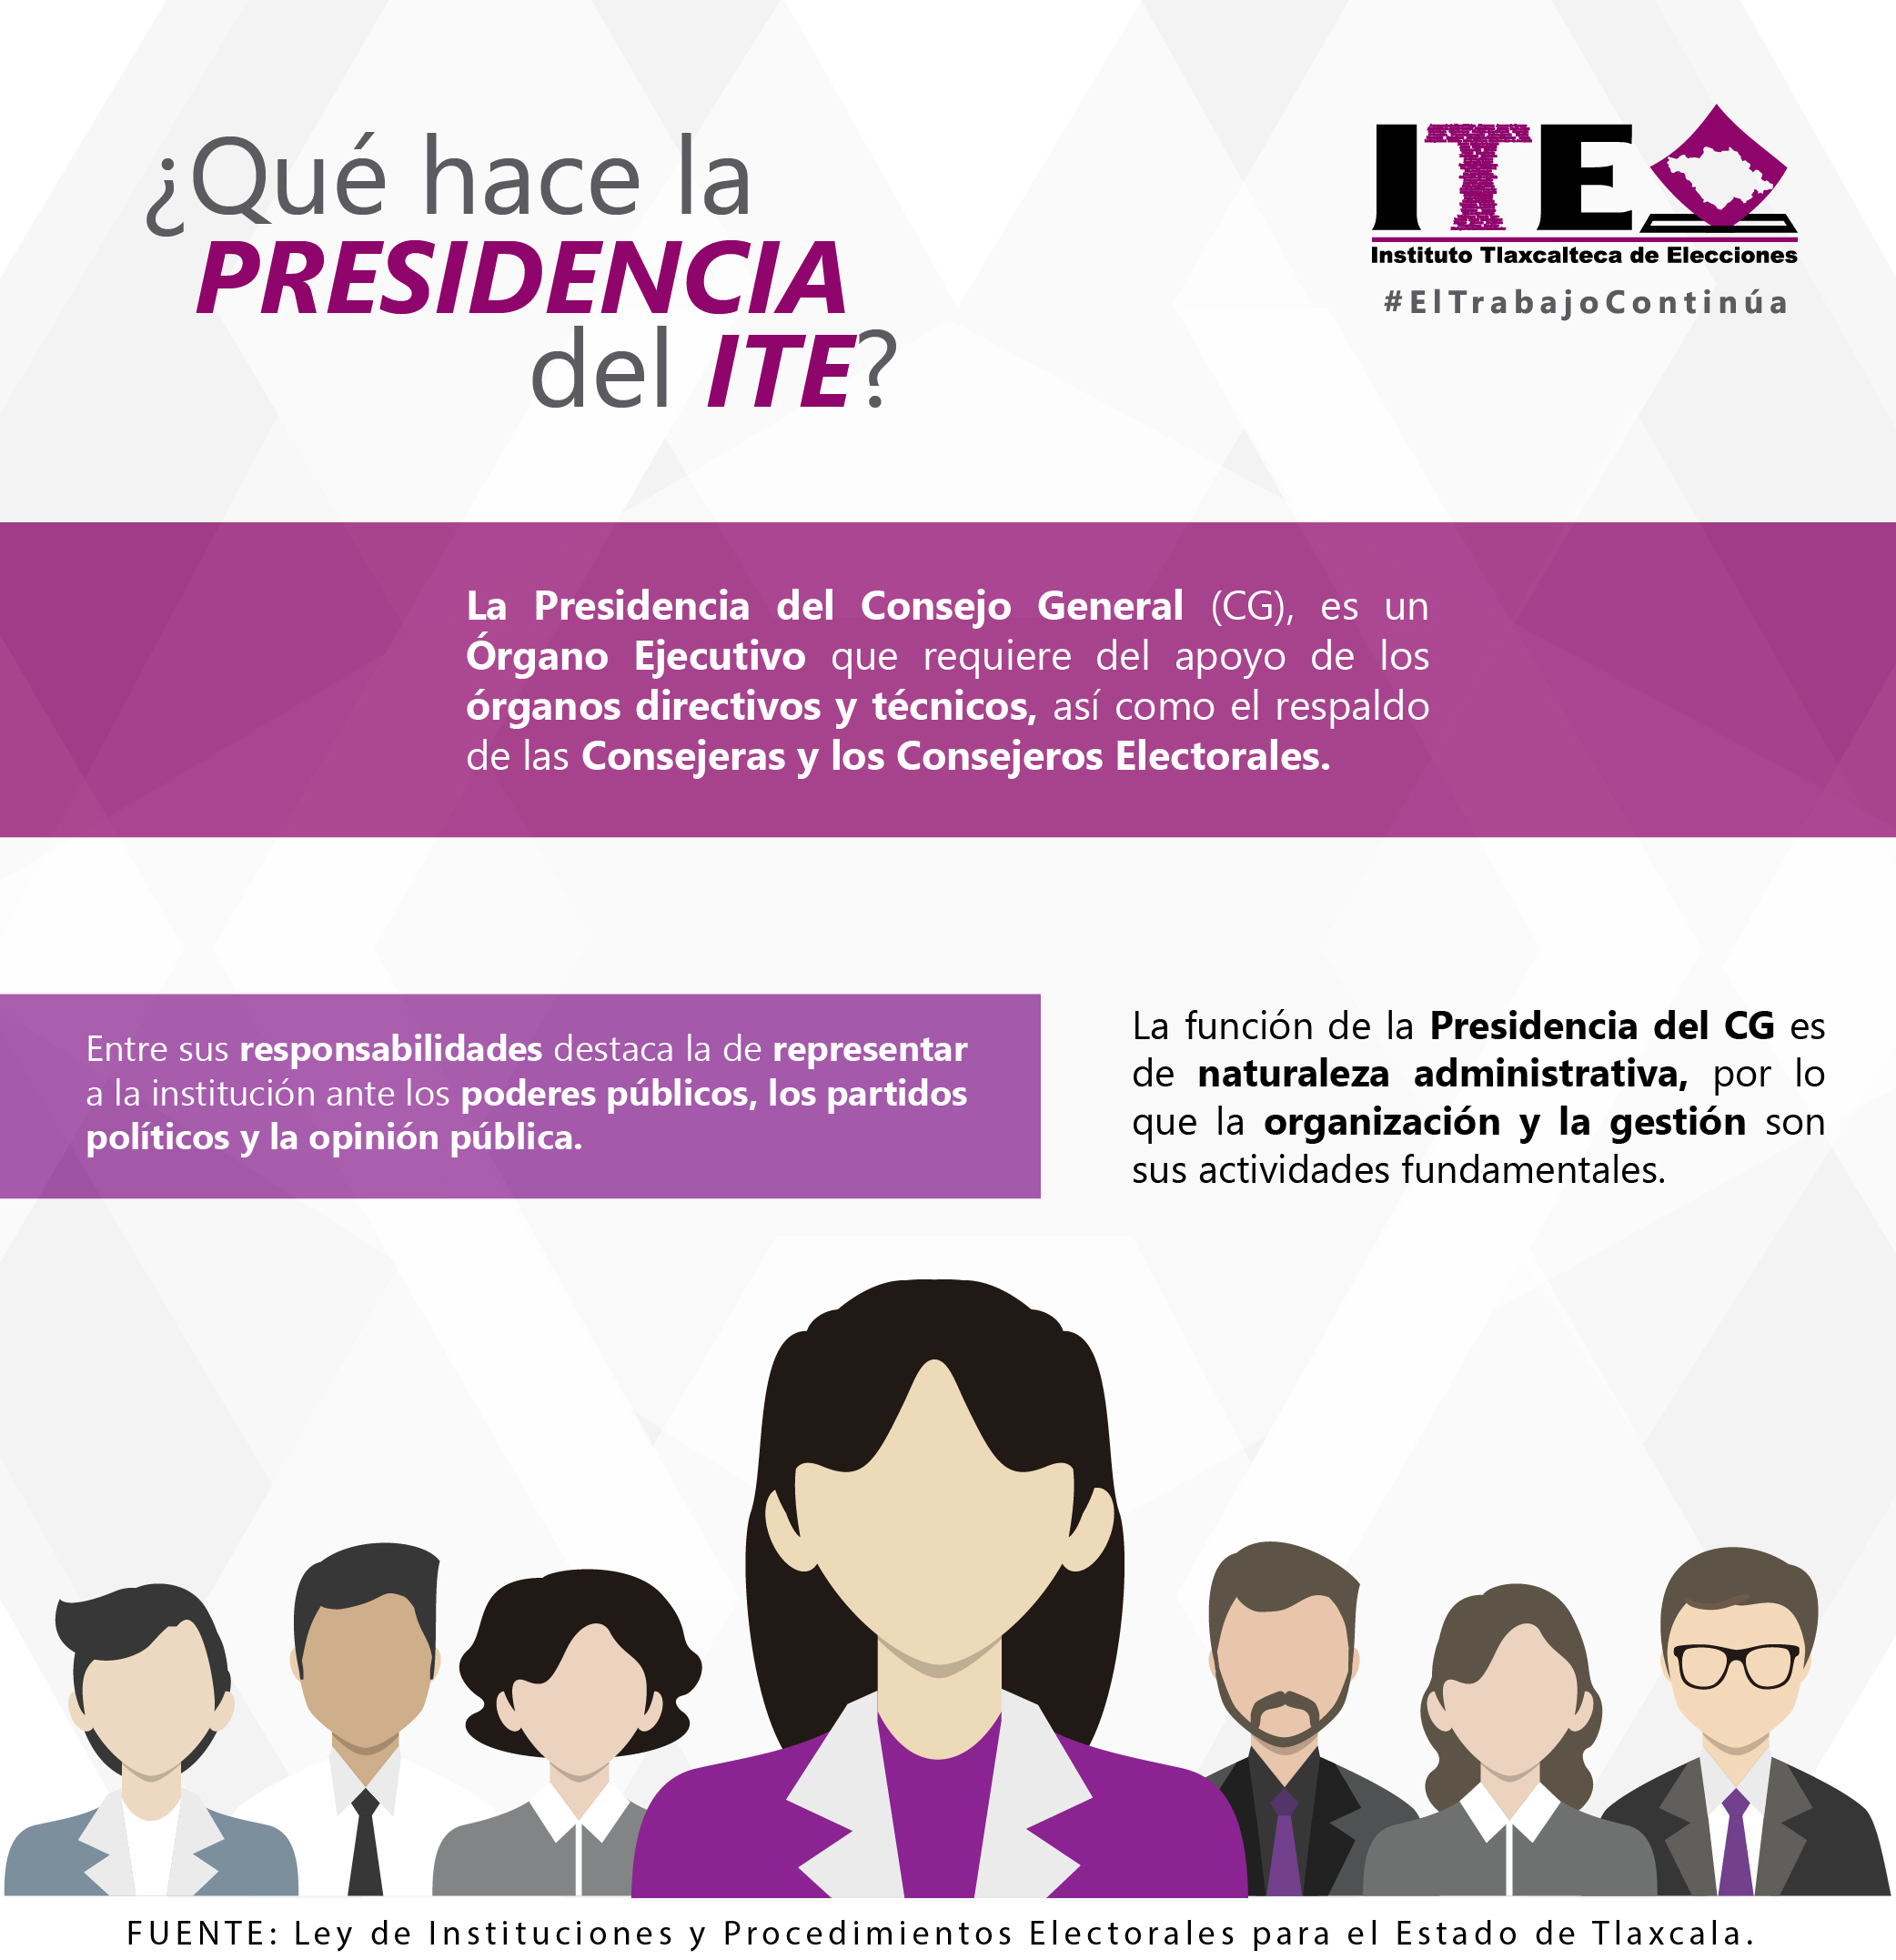 ¿Qué hace la
PRESIDENCIA
del ITE?
ITE
Instituto Tlaxcalteca de Elecciones
#ElTrabajoContinúa
La Presidencia del Consejo General (CG), es un
Órgano Ejecutivo que requiere del apoyo de los
órganos directivos y técnicos, así como el respaldo
de las Consejeras y los Consejeros Electorales.
Entre sus responsabilidades destaca la de representar
a la institución ante los poderes públicos, los partidos
políticos y la opinión pública.
La función de la Presidencia del CG es
de naturaleza administrativa, por lo
que la organización y la gestión son
sus actividades fundamentales.
FUENTE: Ley de Instituciones y Procedimientos Electorales para el Estado de Tlaxcala.